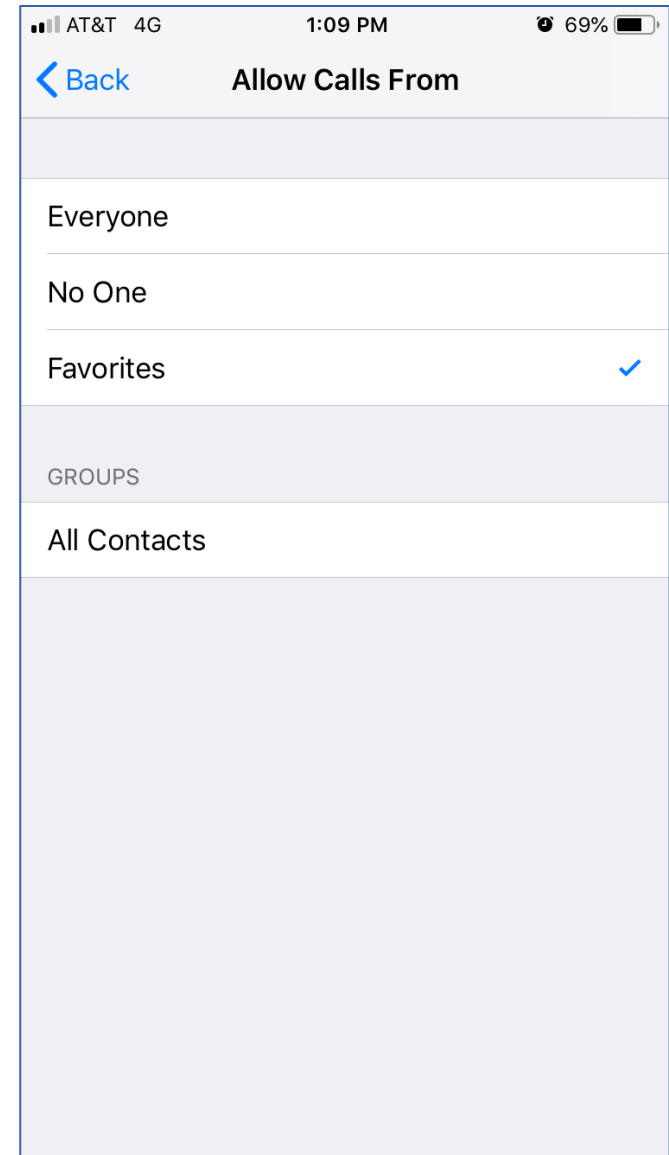 AT&T 4G 1:09 PM 69%
Back Allow Calls From
Everyone
No One
Favorites
GROUPS
All Contacts